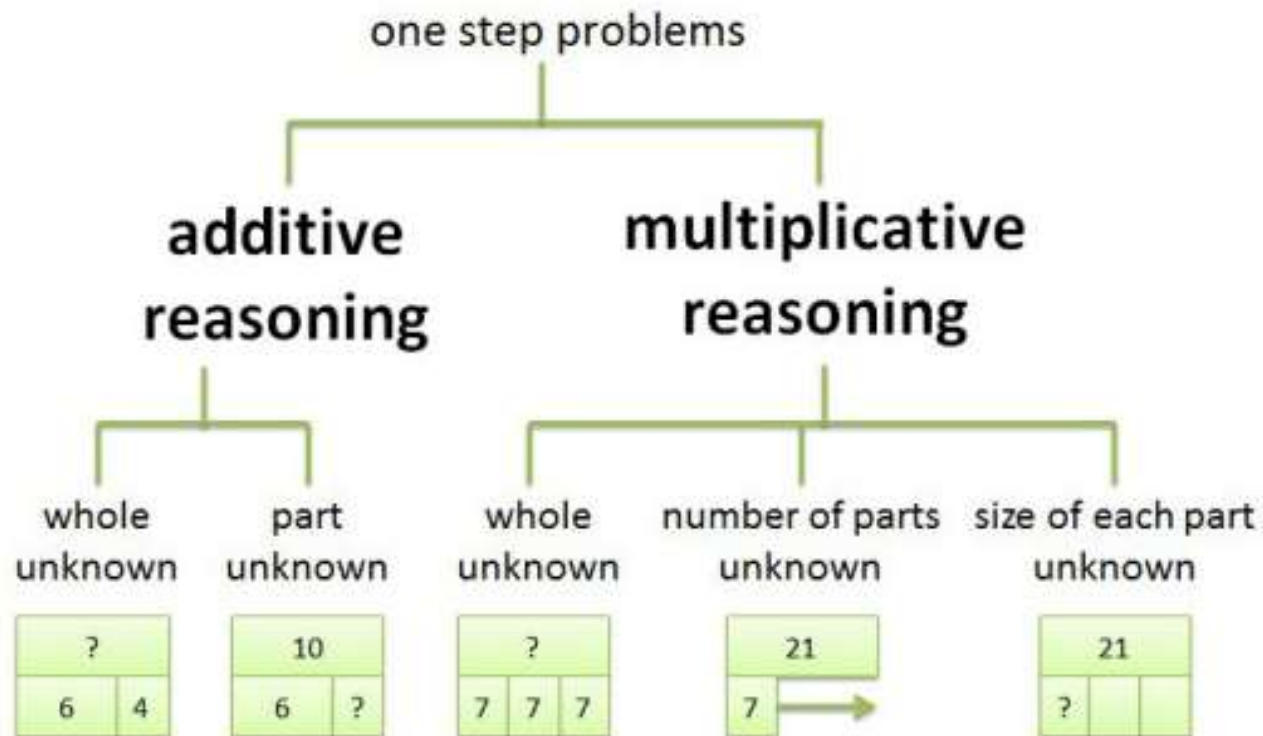 one step problems
additive
reasoning
multiplicative
reasoning
whole
unknown
part
unknown
whole
unknown
number of parts
unknown
size of each part
unknown
?
6 4
10
6 ?
?
7 7 7
21
7
21
?